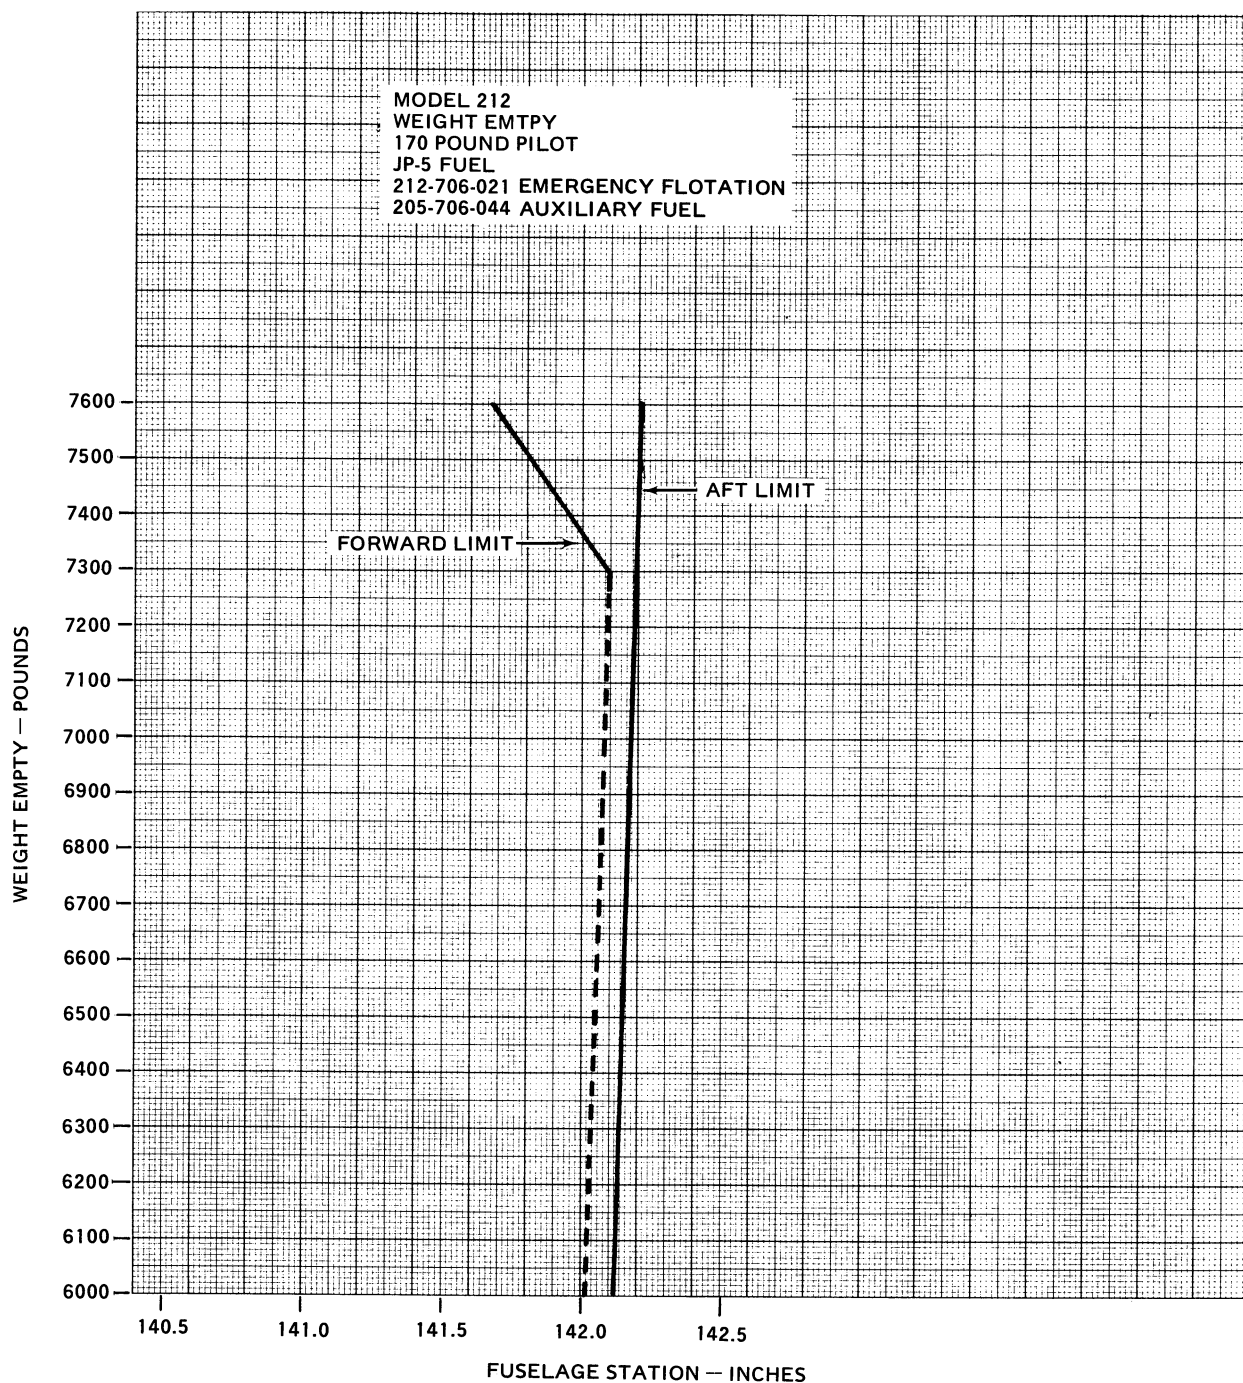 MODEL 212
WEIGHT EMTPY
170 POUND PILOT
JP-5 FUEL
212-706-021 EMERGENCY FLOTATION
205-706-044 AUXILIARY FUEL
7600
7500
AFT LIMIT
7400
FORWARD LIMIT
7300
7200
7100
7000
6900
6800
6700
6600
6500
6400
6300
6200
6100
6000
WEIGHT EMPTY — POUNDS
140.5 141.0 141.5 142.0 142.5
FUSELAGE STATION — INCHES